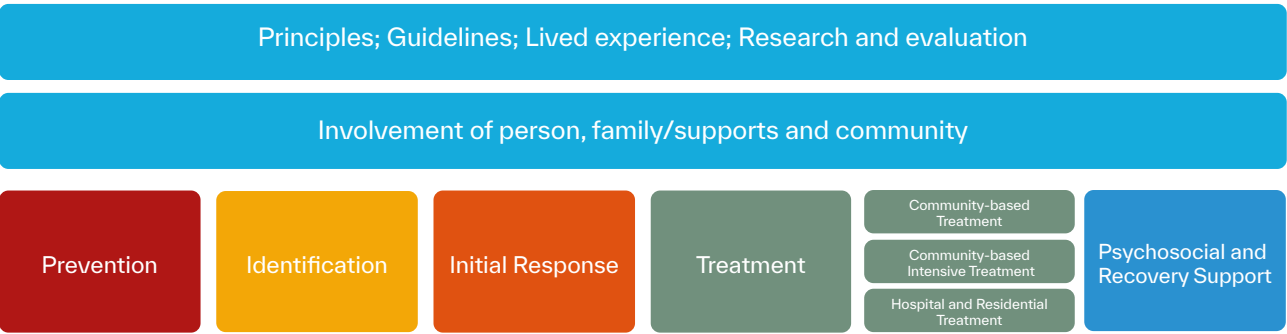 Principles; Guidelines; Lived experience; Research and evaluation
Involvement of person, family/supports and community
Prevention
Identification
Initial Response
Treatment
Community-based
Treatment
Community-based
Intensive Treatment
Hospital and Residential
Treatment
Psychosocial and
Recovery Support